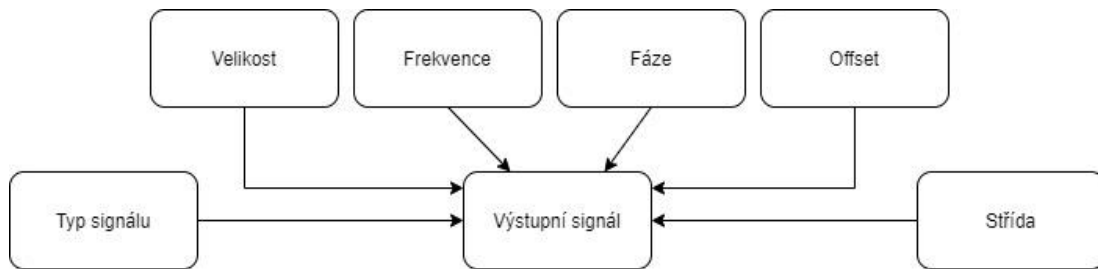 Velikost
Frekvence
Fáze
Offset
Typ signálu
Výstupní signál
Střída